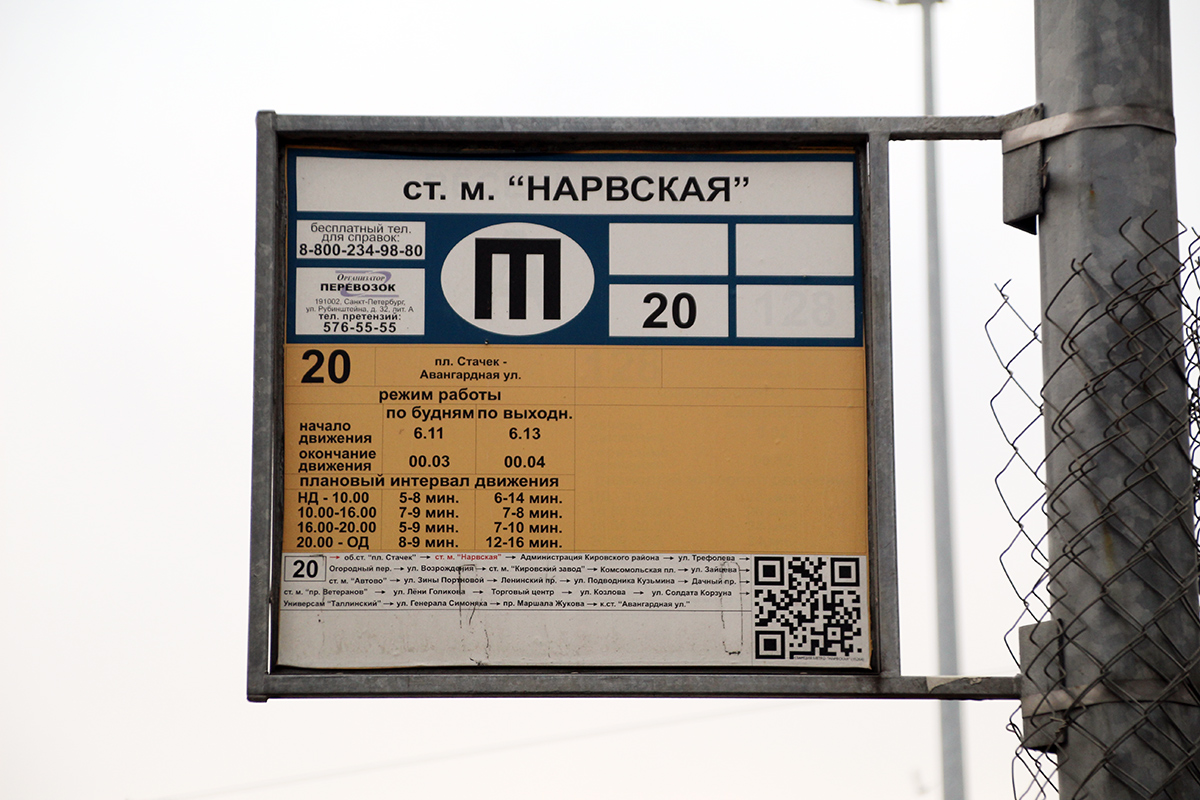 ст. м. “НАРВСКАЯ”
бесплатный тел.
для справок:
8-800-234-98-80
Организатор
ПЕРЕВОЗОК
191002, Санкт-Петербург,
ул. Рубинштейна, д. 32, лит. А
тел. претензий:
576-55-55
Ш
20
20
пл. Стачек -
Авангардная ул.
режим работы
по будням по выходн.
начало
движения 6.11 6.13
окончание
движения 00.03 00.04
плановый интервал движения
НД - 10.00 5-8 мин. 6-14 мин.
10.00-16.00 7-9 мин. 7-8 мин.
16.00-20.00 5-9 мин. 7-10 мин.
20.00 - ОД 8-9 мин. 12-16 мин.
20
→ об.ст. “пл. Стачек” → ст. м. “Нарвская” → Администрация Кировского района → ул. Трефолева →
Огородный пер. → ул. Возрождения → ст. м. “Кировский завод” → Комсомольская пл. → ул. Зайцева →
ст. м. “Автово” → ул. Зины Портновой → Ленинский пр. → ул. Подводника Кузьмина → Дачный пр. →
ст. м. “пр. Ветеранов” → ул. Лёни Голикова → Торговый центр → ул. Козлова → ул. Солдата Корзуна →
Универсам “Таллинский” → ул. Генерала Симоняка → пр. Маршала Жукова → к.ст. “Авангардная ул.”